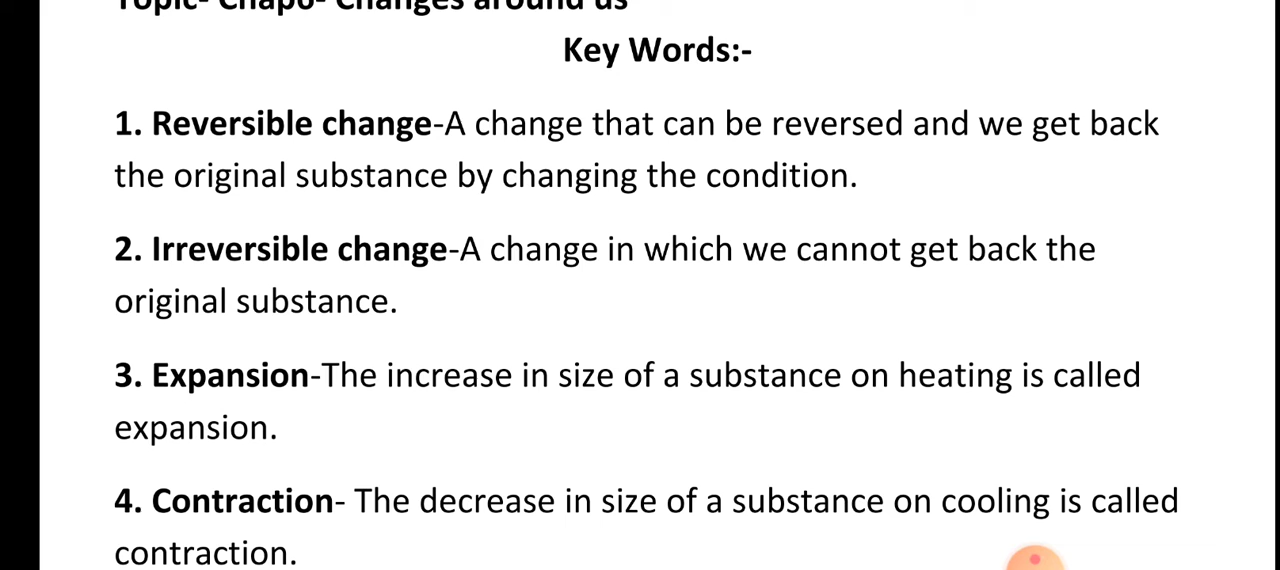 Topic- Chap6- Changes around us
Key Words:-
1. Reversible change-A change that can be reversed and we get back
the original substance by changing the condition.
2. Irreversible change-A change in which we cannot get back the
original substance.
3. Expansion-The increase in size of a substance on heating is called
expansion.
4. Contraction- The decrease in size of a substance on cooling is called
contraction.